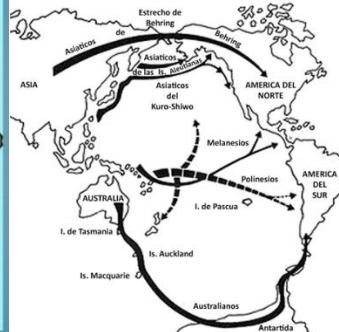 Estrecho de
Behring
Asiaticos de Behring
Asiaticos
de las Is. Aleutianas
ASIA
AMERICA DEL
NORTE
Asiaticos
del
Kuro-Shiwo
Melanesios
Polinesios
AMERICA
DEL
SUR
AUSTRALIA
I. de Pascua
I. de Tasmania
Is. Auckland
Is. Macquarie
Australianos
Antartida